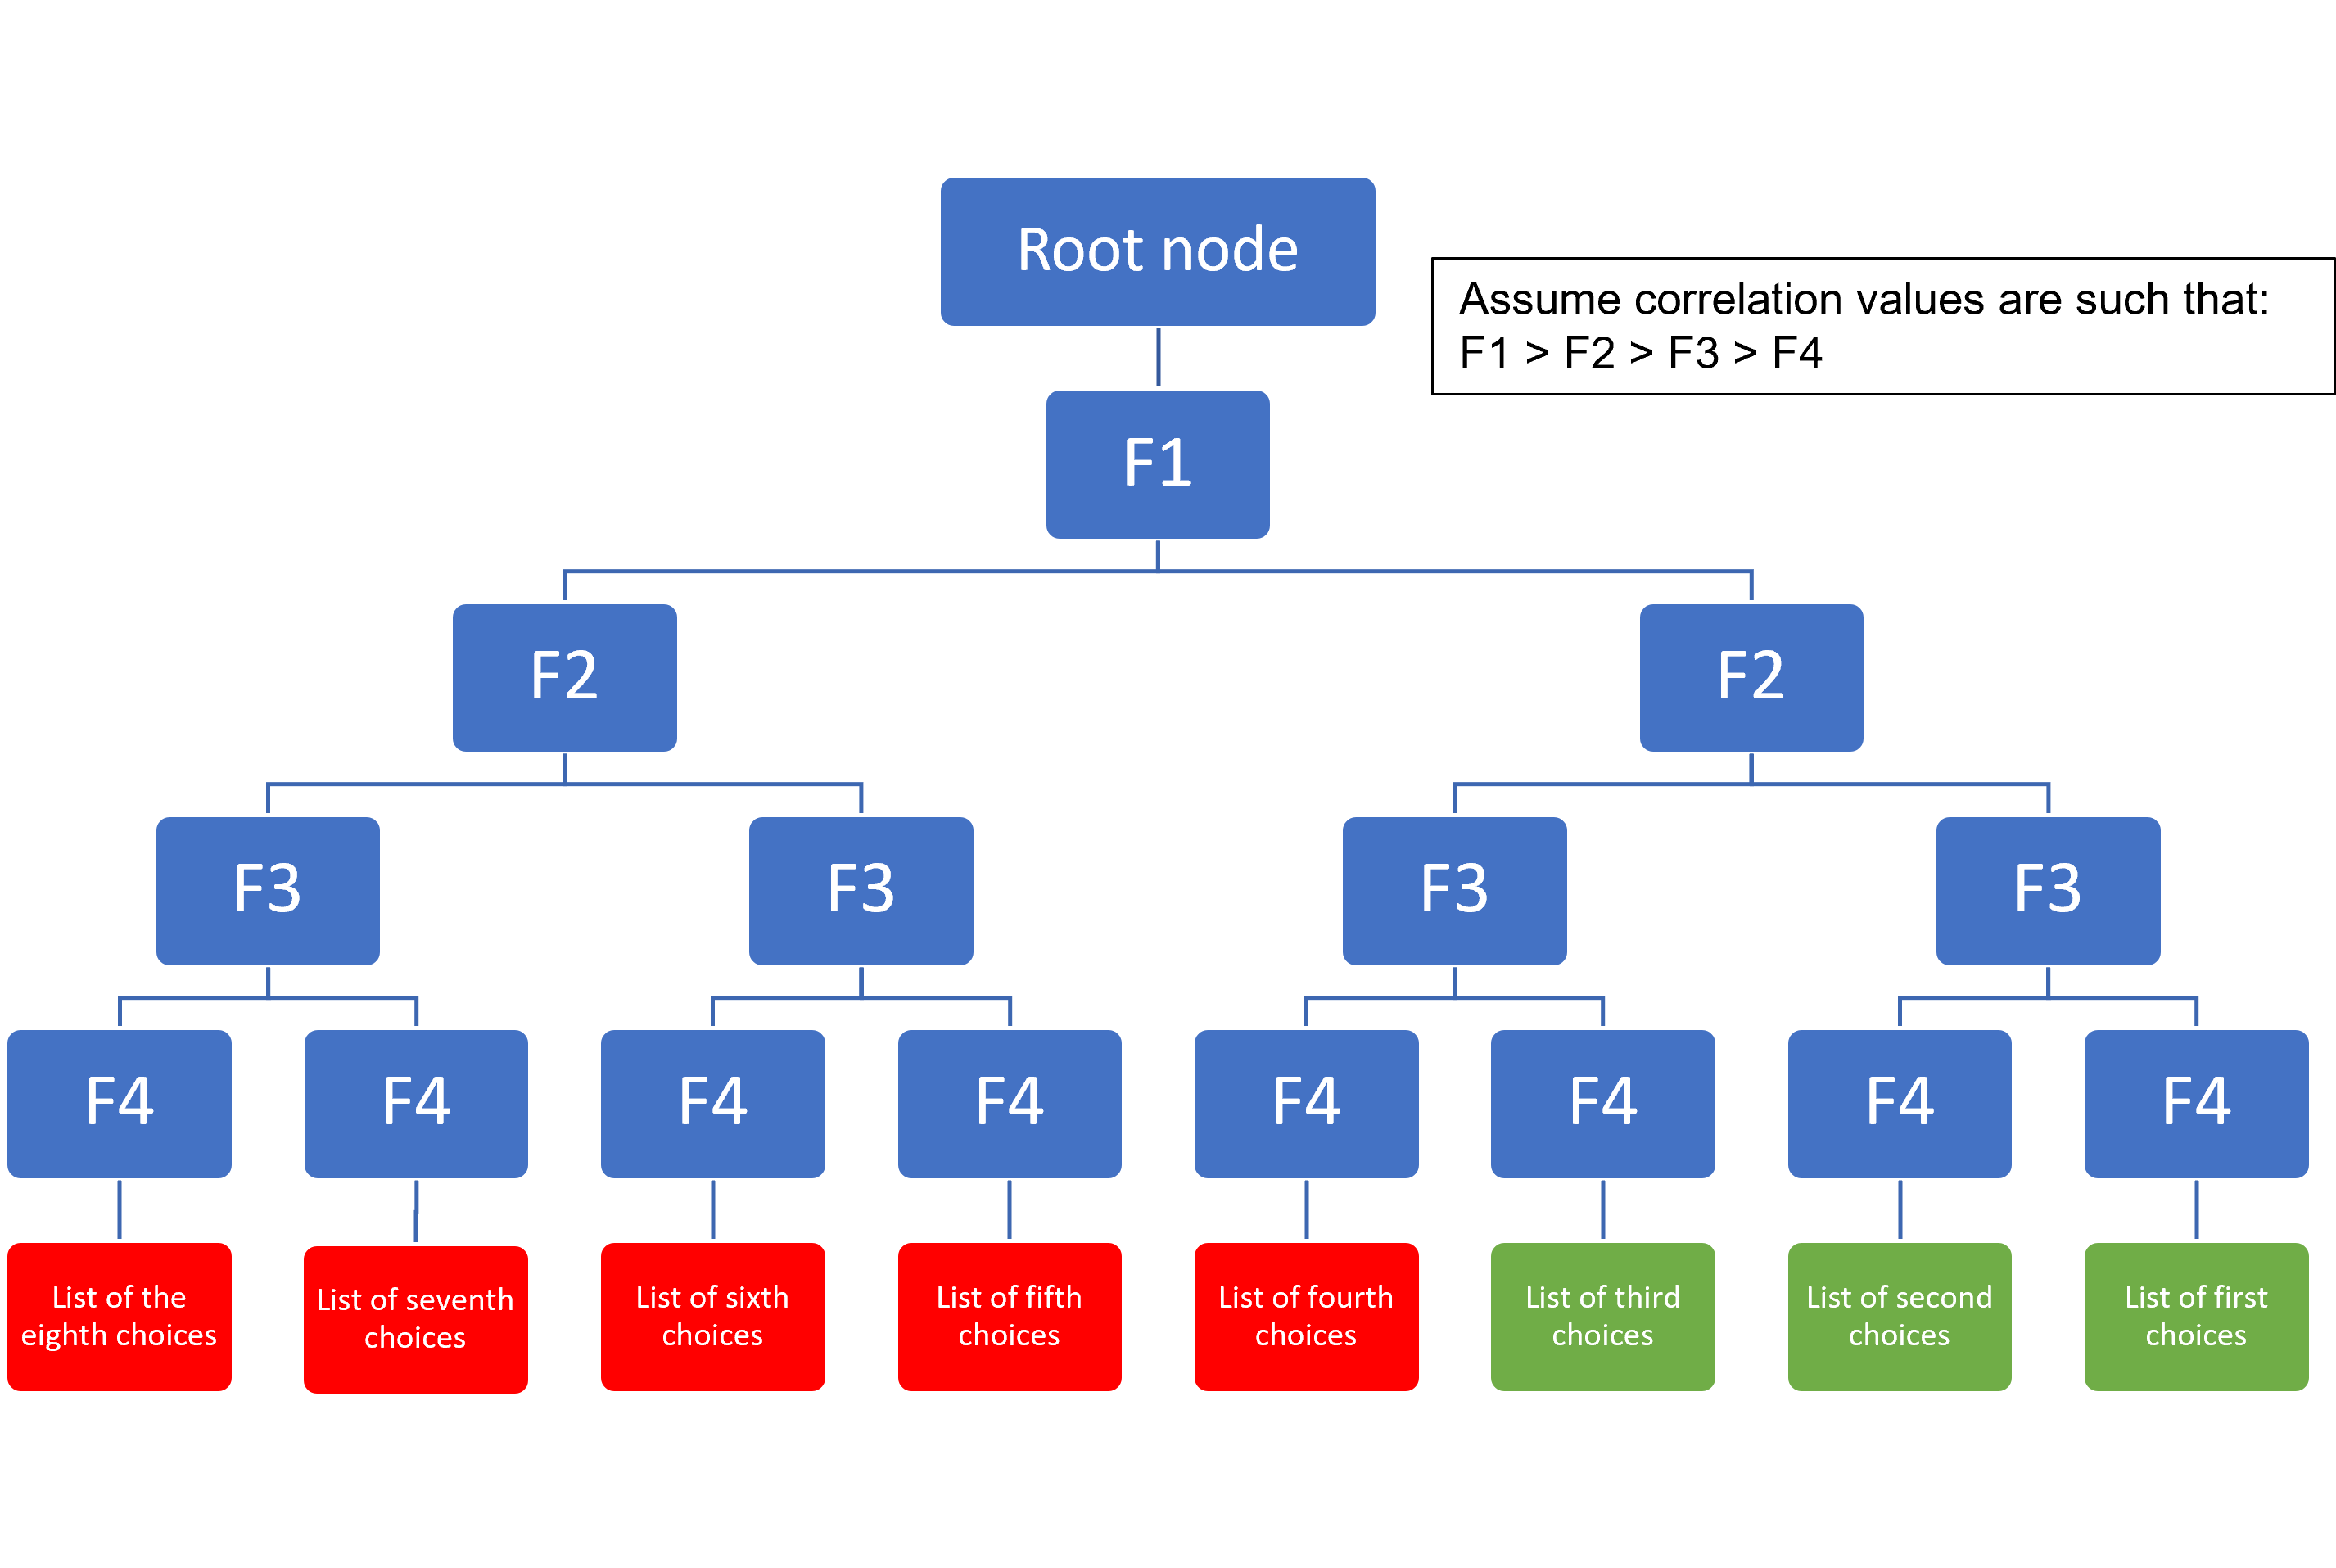 Root node
Assume correlation values are such that:
F1 > F2 > F3 > F4
F1
F2
F2
F3
F3
F3
F3
F4
F4
F4
F4
F4
F4
F4
F4
List of the
eighth choices
List of seventh
choices
List of sixth
choices
List of fifth
choices
List of fourth
choices
List of third
choices
List of second
choices
List of first
choices